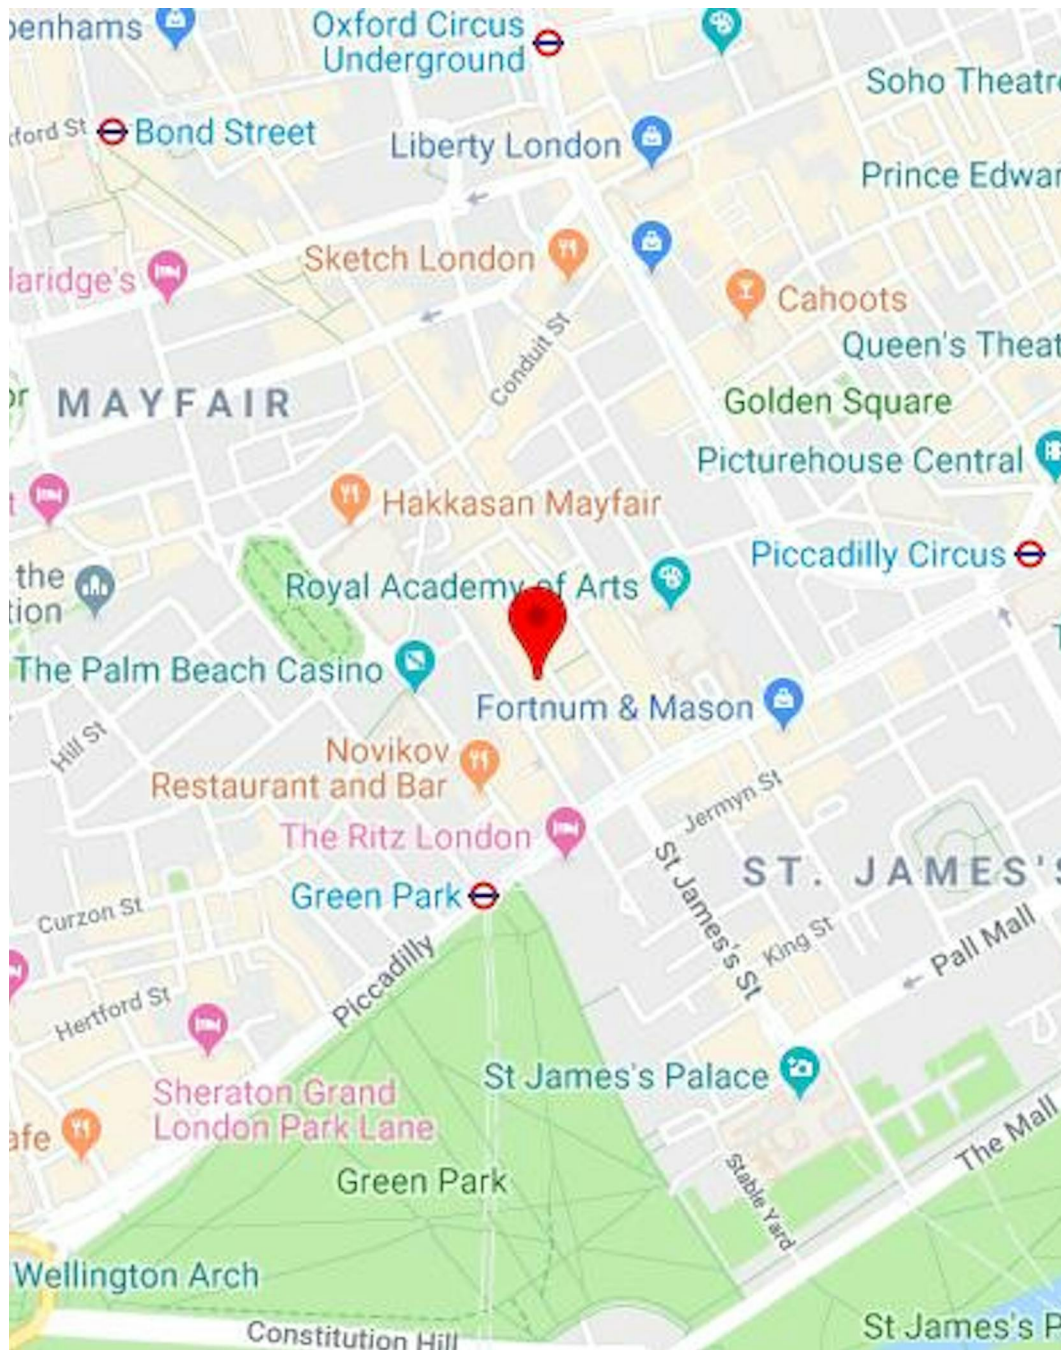 penhams
Oxford Circus
Underground
Soho Theatre
ford St
Bond Street
Liberty London
Prince Edwar
Sketch London
laridge's
Cahoots
Conduit St
Queen's Theat
or
MAYFAIR
Golden Square
Picturehouse Central
t
Hakkasan Mayfair
Piccadilly Circus
the
tion
Royal Academy of Arts
T
The Palm Beach Casino
Fortnum & Mason
Hill St
Novikov
Restaurant and Bar
Jermyn St
The Ritz London
St James's St
ST. JAMES'S
Green Park
Curzon St
King St
Pall Mall
Piccadilly
Hertford St
St James's Palace
Sheraton Grand
London Park Lane
afe
The Mall
Green Park
Stable Yard
Wellington Arch
St James's P
Constitution Hill